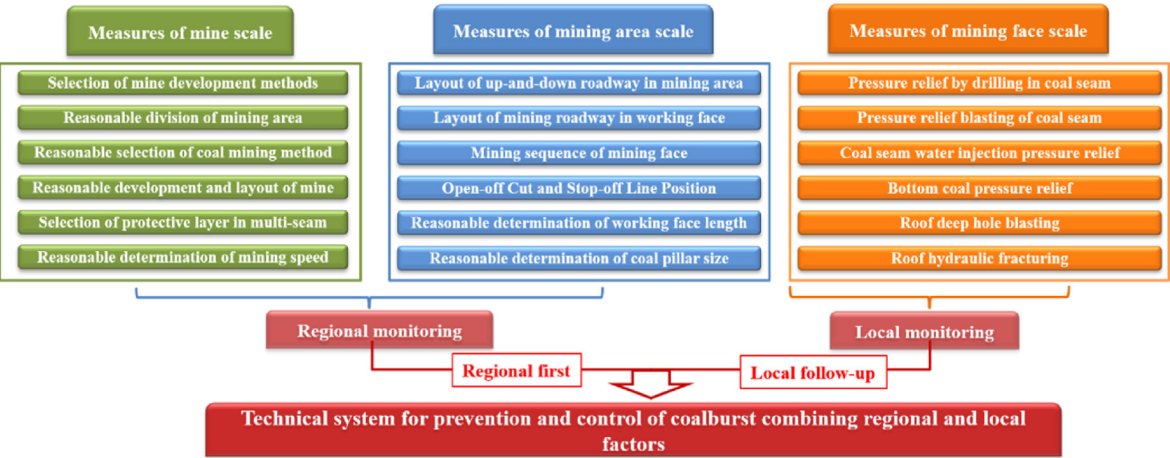 Measures of mine scale
Selection of mine development methods
Reasonable division of mining area
Reasonable selection of coal mining method
Reasonable development and layout of mine
Selection of protective layer in multi-seam
Reasonable determination of mining speed
Measures of mining area scale
Layout of up-and-down roadway in mining area
Layout of mining roadway in working face
Mining sequence of mining face
Open-off Cut and Stop-off Line Position
Reasonable determination of working face length
Reasonable determination of coal pillar size
Measures of mining face scale
Pressure relief by drilling in coal seam
Pressure relief blasting of coal seam
Coal seam water injection pressure relief
Bottom coal pressure relief
Roof deep hole blasting
Roof hydraulic fracturing
Regional monitoring
Local monitoring
Regional first
Local follow-up
Technical system for prevention and control of coalburst combining regional and local
factors